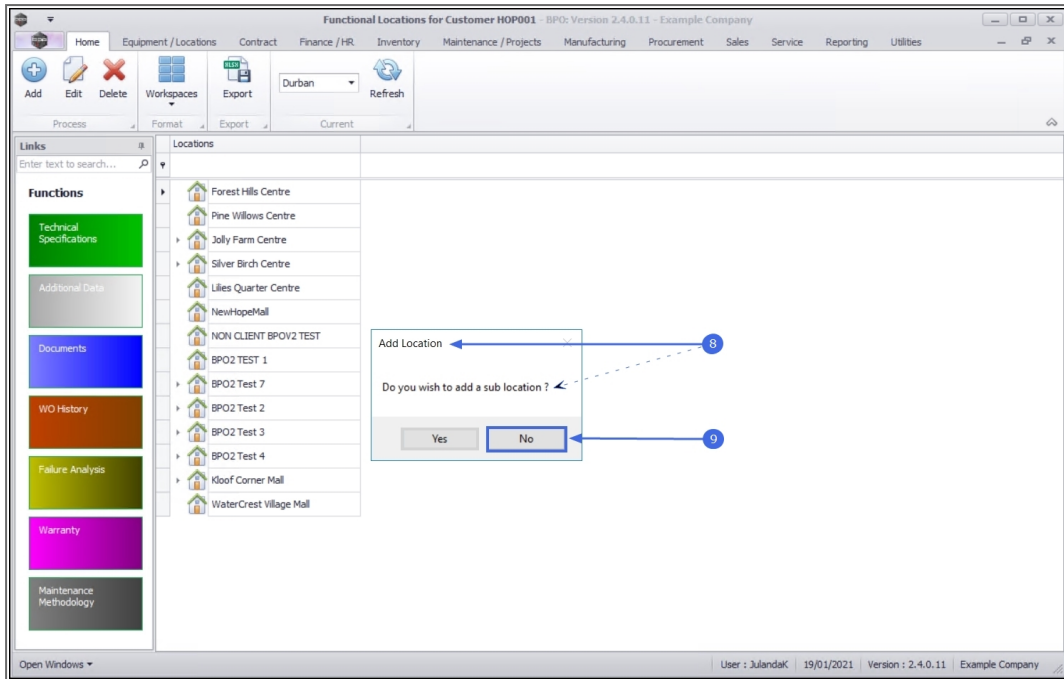 Functional Locations for Customer HOP001 - BPO: Version 2.4.0.11 - Example Company
Home Equipment / Locations Contract Finance / HR Inventory Maintenance / Projects Manufacturing Procurement Sales Service Reporting Utilities
Add Edit Delete Workspaces Export Durban Refresh
Process Format Export Current
Links
Enter text to search...
Functions
Technical
Specifications
Additional Data
Documents
WO History
Failure Analysis
Warranty
Maintenance
Methodology
Locations
Forest Hills Centre
Pine Willows Centre
Jolly Farm Centre
Silver Birch Centre
Lilies Quarter Centre
NewHopeMall
NON CLIENT BPOV2 TEST
BPO2 TEST 1
BPO2 Test 7
BPO2 Test 2
BPO2 Test 3
BPO2 Test 4
Kloof Corner Mall
WaterCrest Village Mall
Add Location
8
Do you wish to add a sub location ?
Yes No
9
Open Windows
User : JulandaK 19/01/2021 Version : 2.4.0.11 Example Company